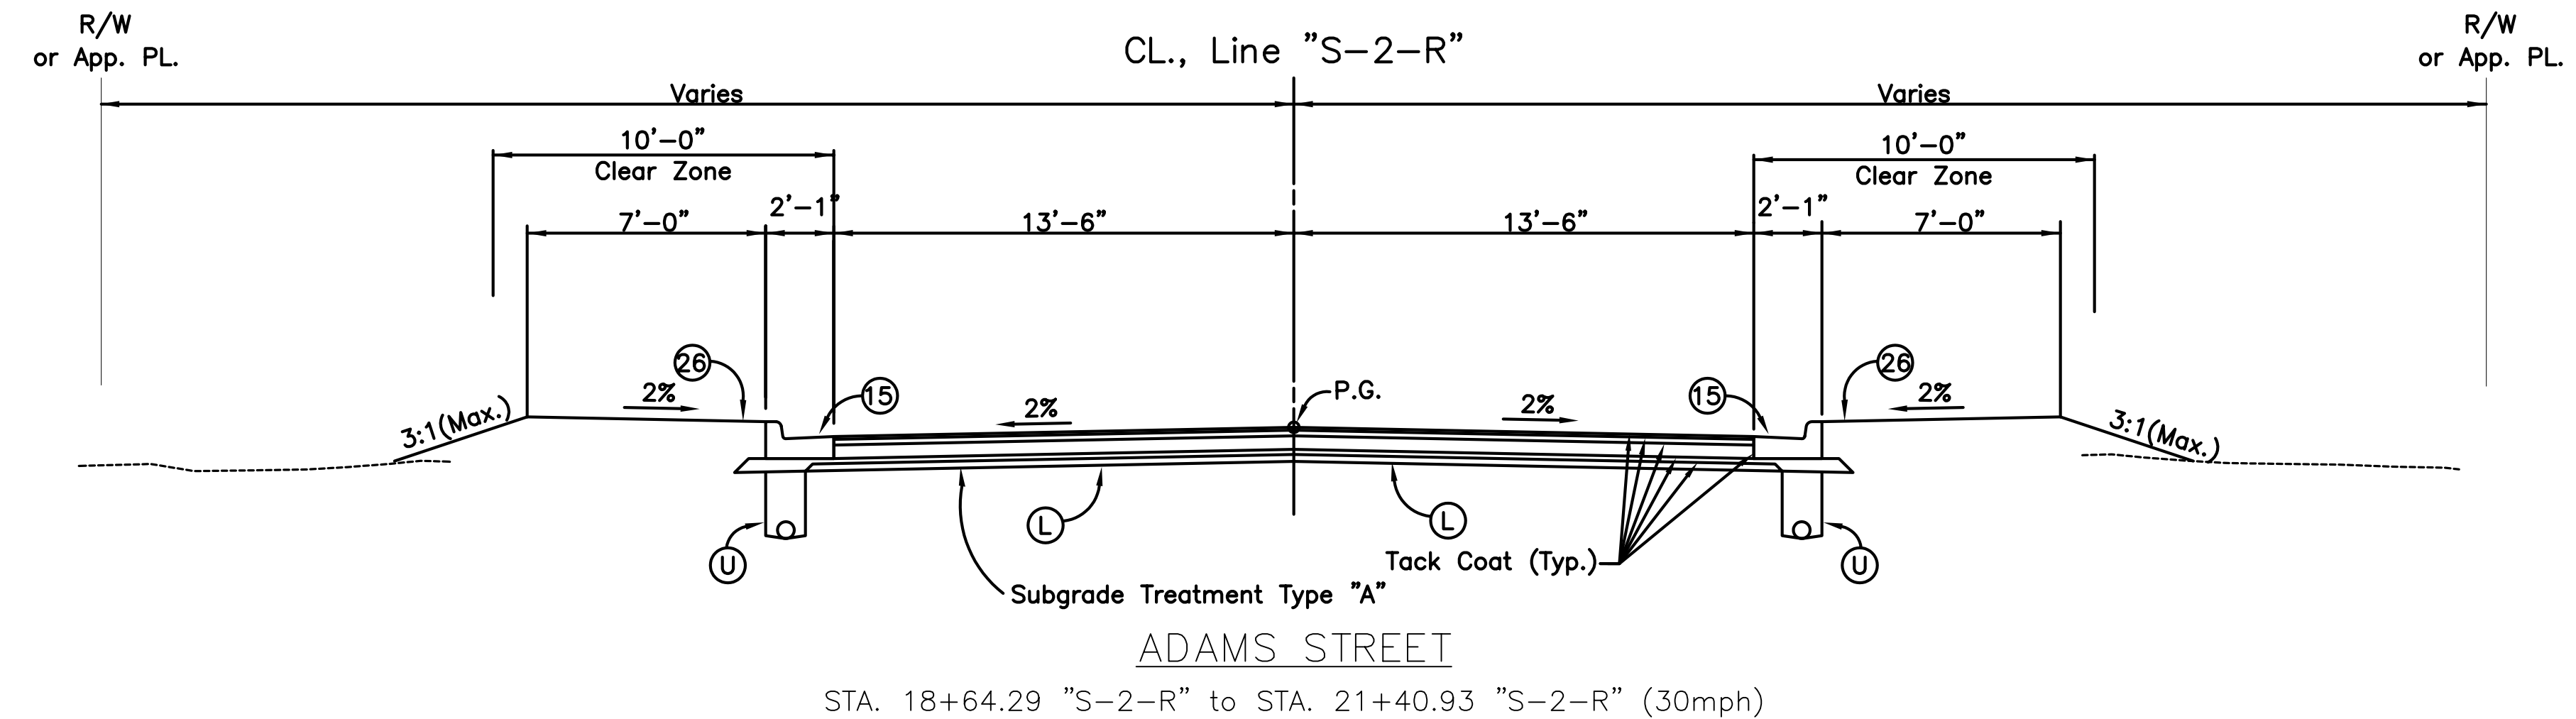 R/W
or App. PL.
CL., Line "S-2-R"
R/W
or App. PL.
Varies
Varies
10'-0"
Clear Zone
10'-0"
Clear Zone
7'-0"
2'-1"
13'-6"
13'-6"
2'-1"
7'-0"
26
15
P.G.
15
26
2%
2%
2%
2%
3:1(Max.)
3:1(Max.)
L
L
U
U
Tack Coat (Typ.)
Subgrade Treatment Type "A"
ADAMS STREET
STA. 18+64.29 "S-2-R" to STA. 21+40.93 "S-2-R" (30mph)